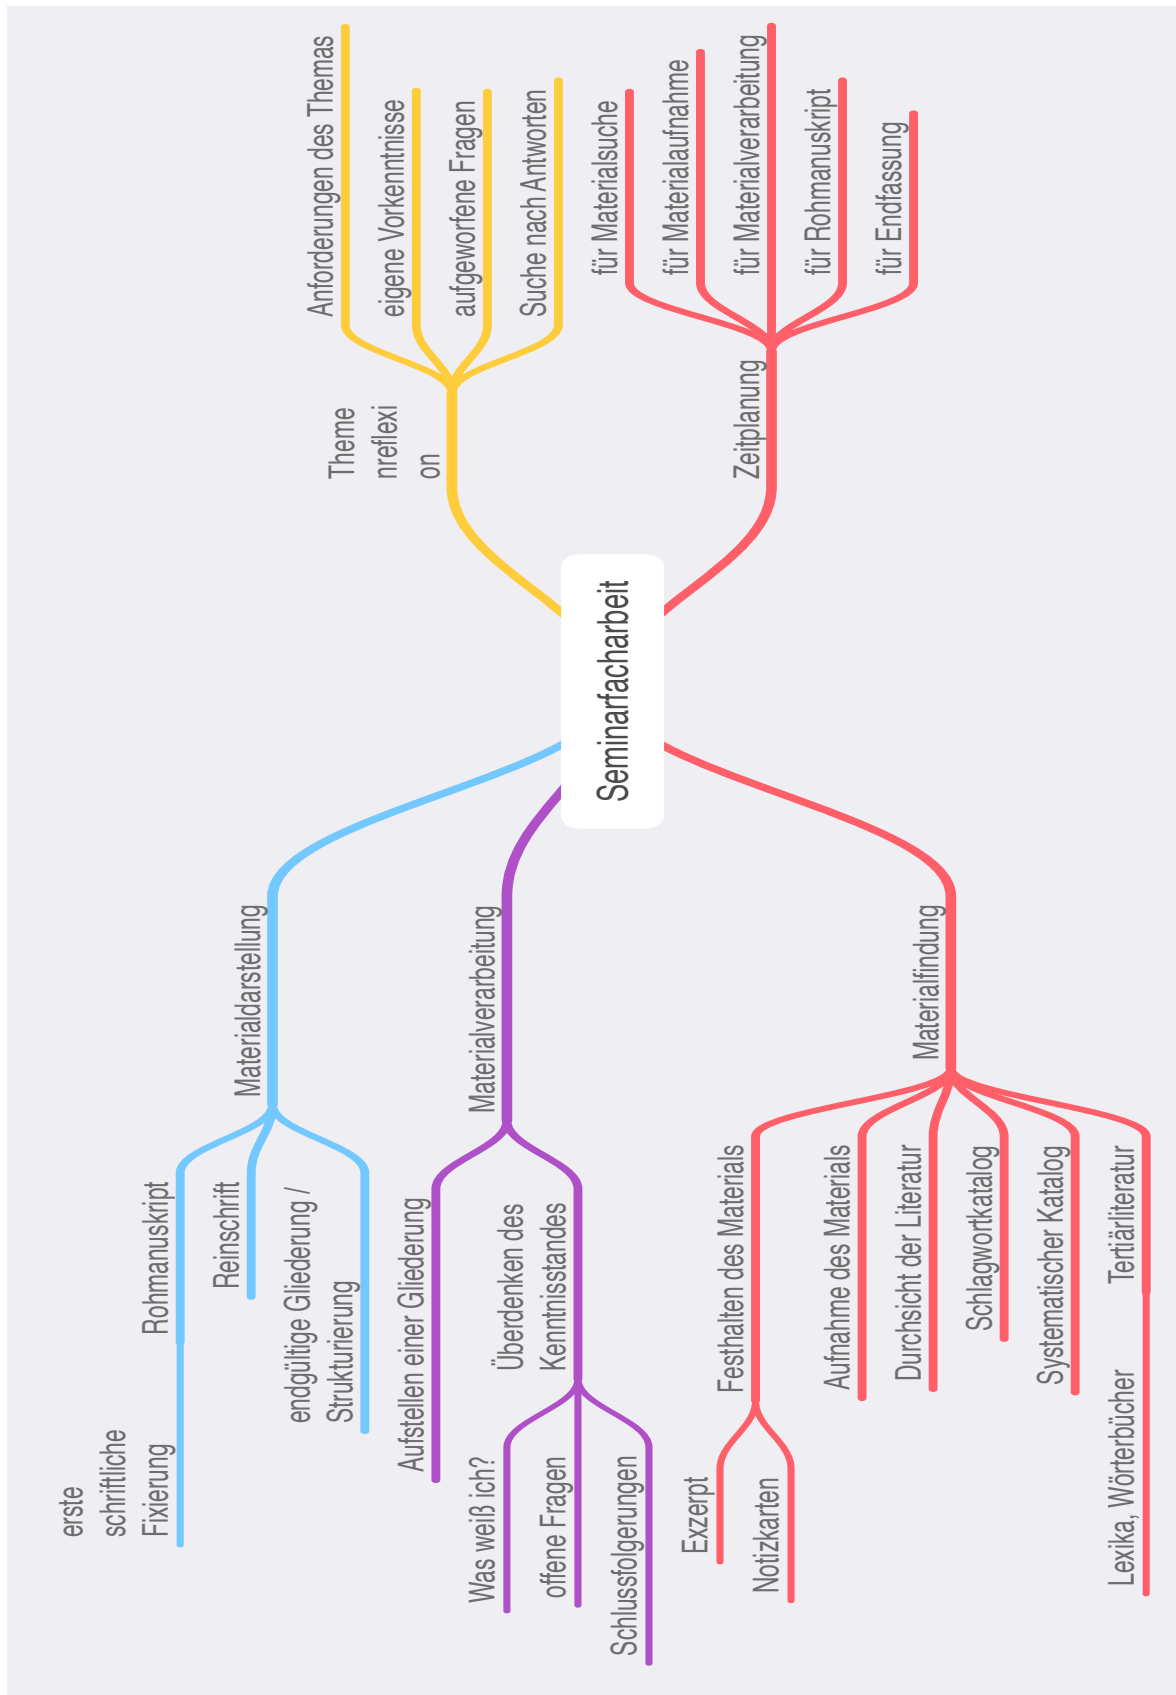 Seminarfacharbeit
Theme
nreflexi
on
Anforderungen des Themas
eigene Vorkenntnisse
aufgeworfene Fragen
Suche nach Antworten
Zeitplanung
für Materialsuche
für Materialaufnahme
für Materialverarbeitung
für Rohmanuskript
für Endfassung
Materialdarstellung
Rohmanuskript
erste
schriftliche
Fixierung
Reinschrift
endgültige Gliederung /
Strukturierung
Materialverarbeitung
Aufstellen einer Gliederung
Überdenken des
Kenntnisstandes
Was weiß ich?
offene Fragen
Schlussfolgerungen
Materialfindung
Festhalten des Materials
Exzerpt
Notizkarten
Aufnahme des Materials
Durchsicht der Literatur
Schlagwortkatalog
Systematischer Katalog
Tertiärliteratur
Lexika, Wörterbücher